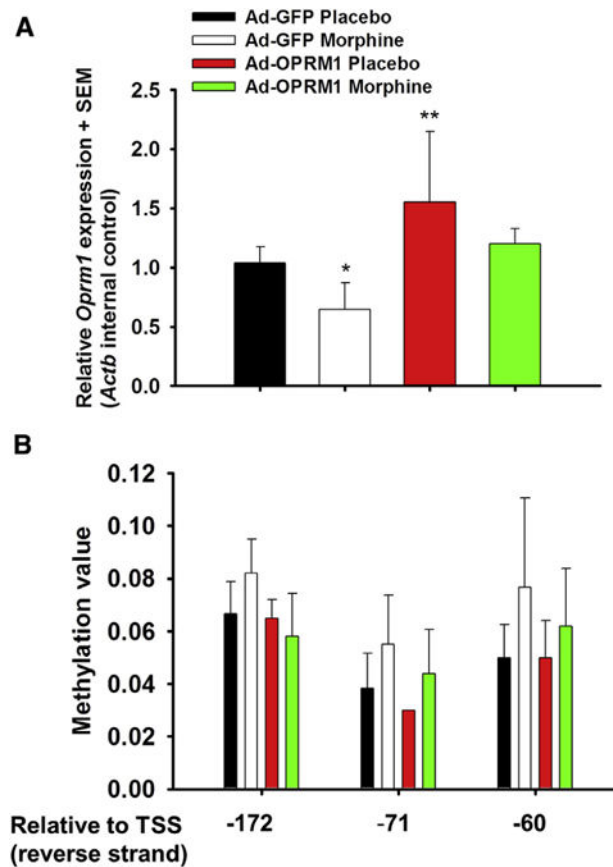 A
Ad-GFP Placebo
Ad-GFP Morphine
Ad-OPRM1 Placebo
Ad-OPRM1 Morphine
Relative Oprm1 expression + SEM
(Actb internal control)
2.5
2.0
1.5
1.0
0.5
0.0
*
**
B
Methylation value
0.12
0.10
0.08
0.06
0.04
0.02
0.00
Relative to TSS -172 -71 -60
(reverse strand)